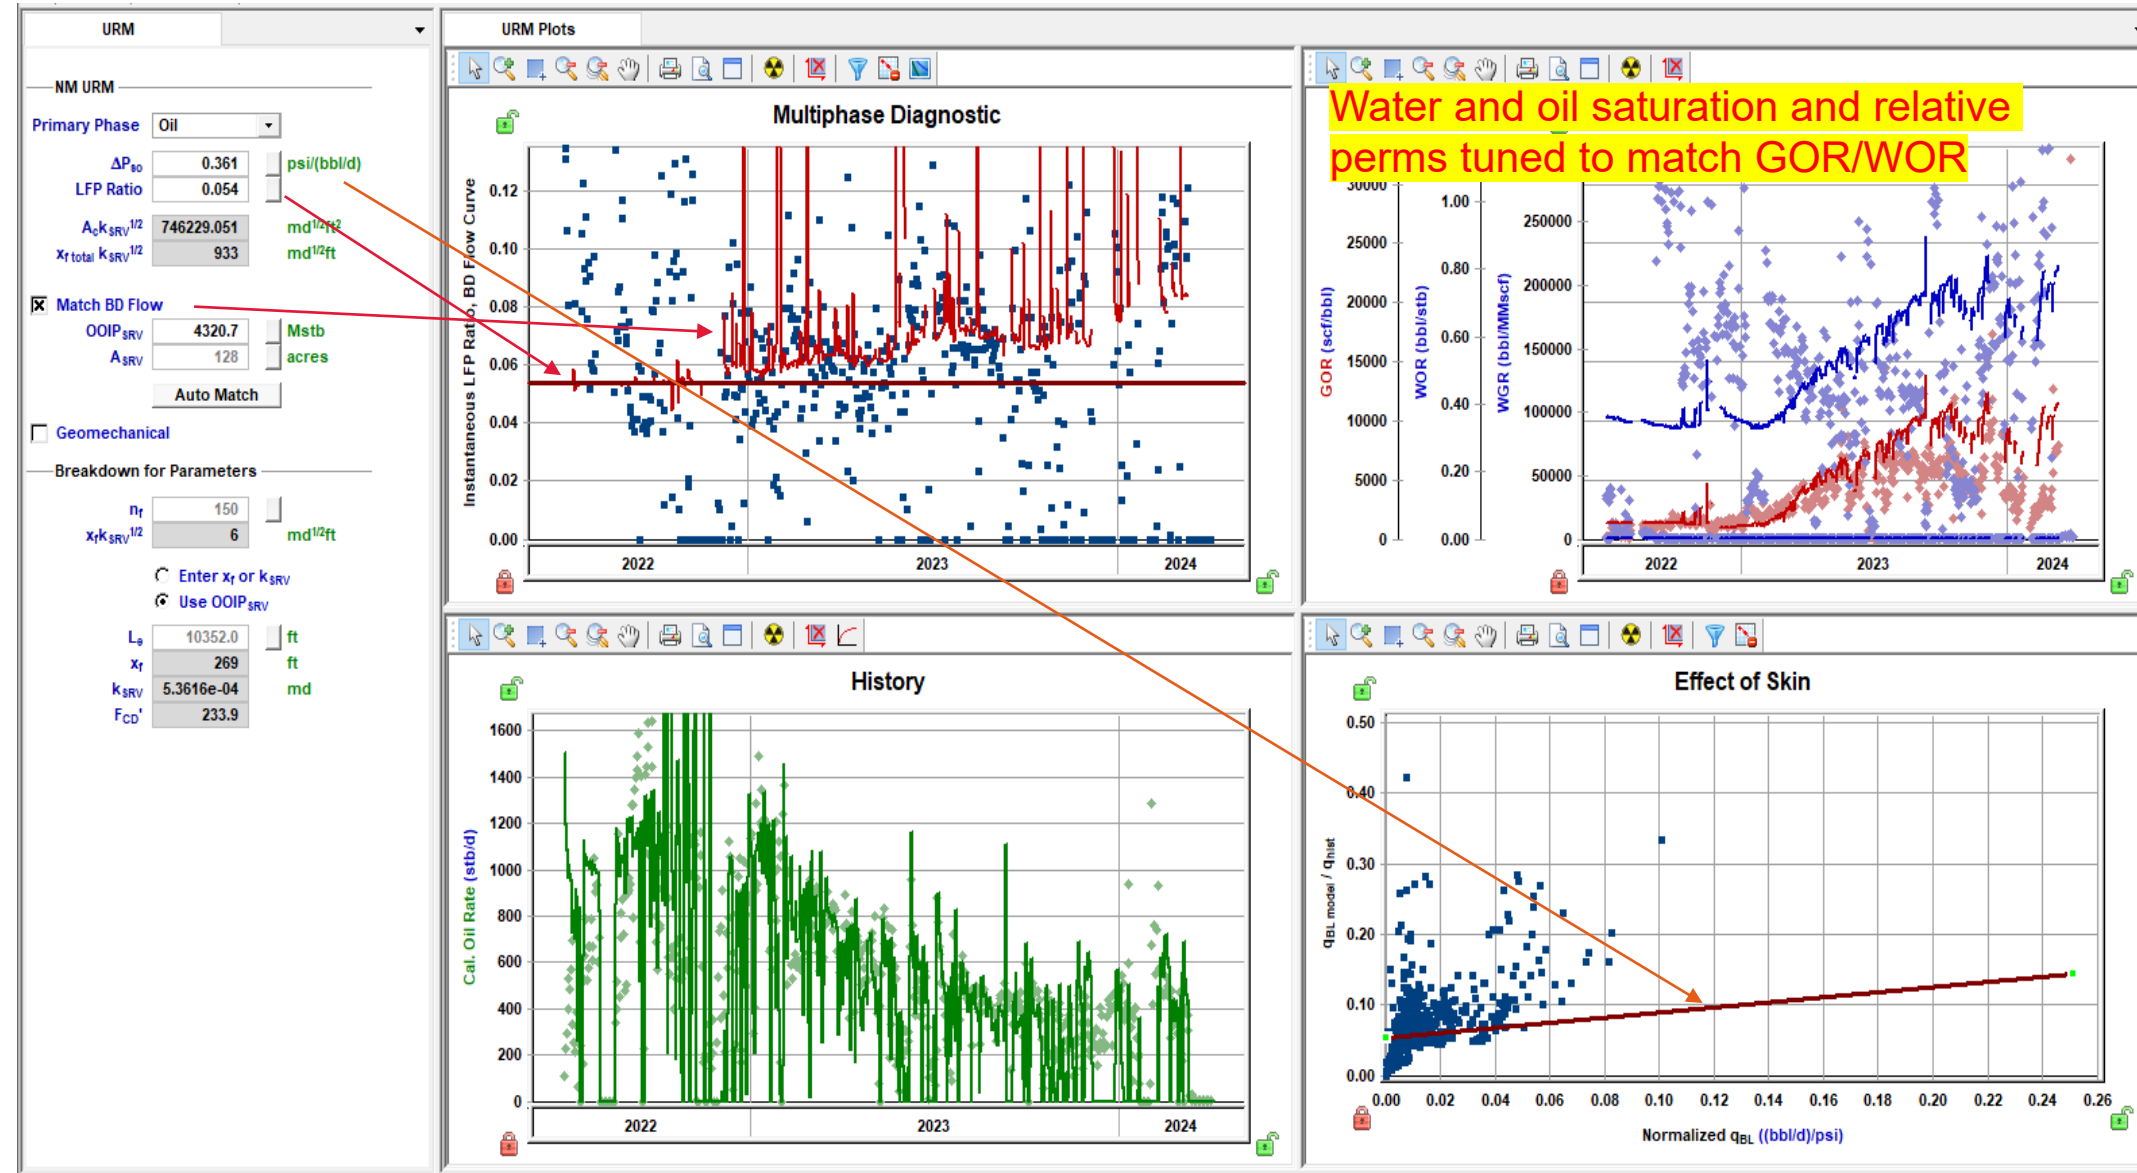 URM
NM URM
Primary Phase Oil
ΔPs0 0.361 psi/(bbl/d)
LFP Ratio 0.054
AckSRV1/2 746229.051 md1/2ft2
xf total kSRV1/2 933 md1/2ft
Match BD Flow
OOIPSRV 4320.7 Mstb
ASRV 128 acres
Auto Match
Geomechanical
Breakdown for Parameters
nf 150
xfkSRV1/2 6 md1/2ft
Enter xf or kSRV
Use OOIPSRV
Le 10352.0 ft
xf 269 ft
kSRV 5.3616e-04 md
FCD' 233.9
URM Plots
Multiphase Diagnostic
Instantaneous LFP Ratio, BD Flow Curve
0.12
0.10
0.08
0.06
0.04
0.02
0.00
2022 2023 2024
Water and oil saturation and relative
perms tuned to match GOR/WOR
GOR (scf/bbl)
30000
25000
20000
15000
10000
5000
0
WOR (bbl/stb)
1.00
0.80
0.60
0.40
0.20
0.00
WGR (bbl/MMscf)
250000
200000
150000
100000
50000
0
2022 2023 2024
History
Cal. Oil Rate (stb/d)
1600
1400
1200
1000
800
600
400
200
0
2022 2023 2024
Effect of Skin
qBL model / qhist
0.50
0.40
0.30
0.20
0.10
0.00
0.00 0.02 0.04 0.06 0.08 0.10 0.12 0.14 0.16 0.18 0.20 0.22 0.24 0.26
Normalized qBL ((bbl/d)/psi)